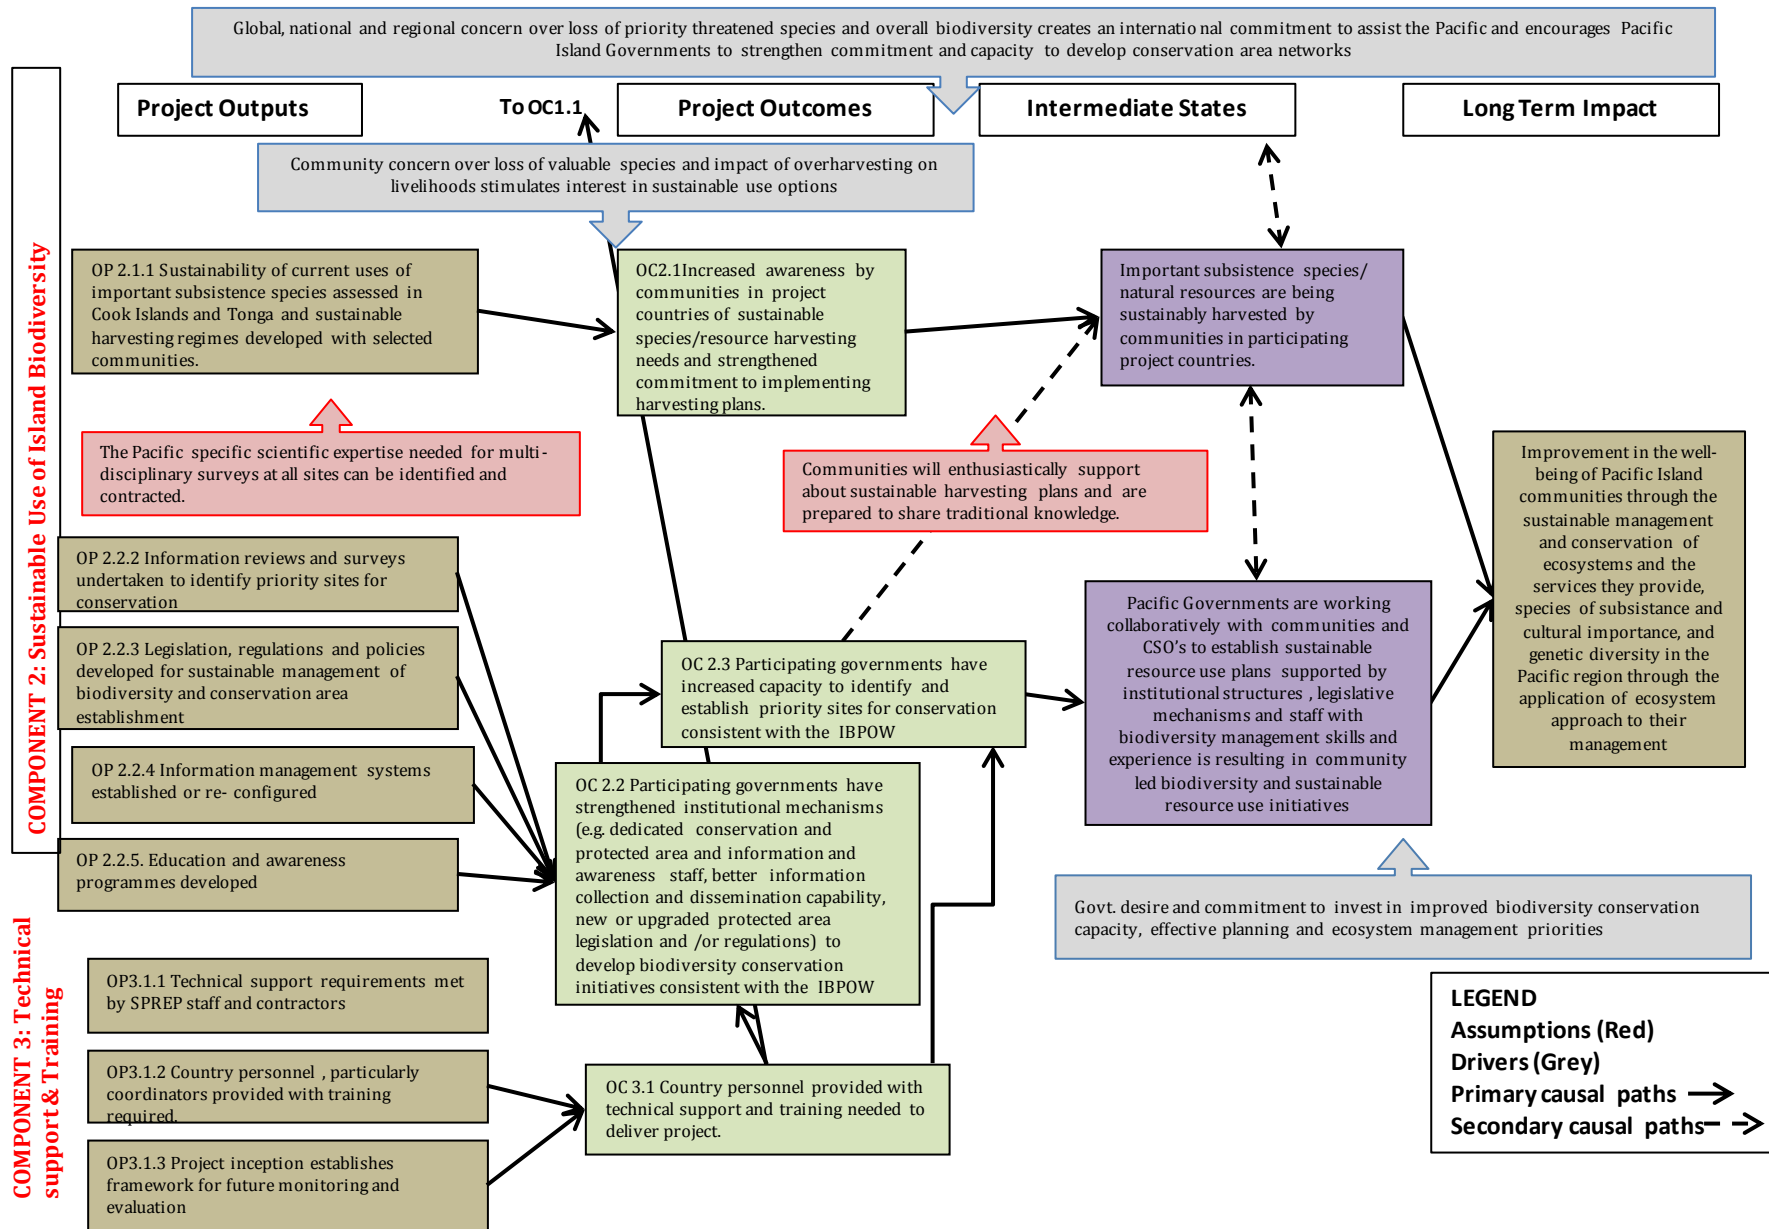 Global, national and regional concern over loss of priority threatened species and overall biodiversity creates an international commitment to assist the Pacific and encourages Pacific
Island Governments to strengthen commitment and capacity to develop conservation area networks
Project Outputs
To OC1.1
Project Outcomes
Intermediate States
Long Term Impact
Community concern over loss of valuable species and impact of overharvesting on
livelihoods stimulates interest in sustainable use options
COMPONENT 2: Sustainable Use of Island Biodiversity
OP 2.1.1 Sustainability of current uses of
important subsistence species assessed in
Cook Islands and Tonga and sustainable
harvesting regimes developed with selected
communities.
OC2.1Increased awareness by
communities in project
countries of sustainable
species/resource harvesting
needs and strengthened
commitment to implementing
harvesting plans.
Important subsistence species/
natural resources are being
sustainably harvested by
communities in participating
project countries.
The Pacific specific scientific expertise needed for multi-
disciplinary surveys at all sites can be identified and
contracted.
Communities will enthusiastically support
about sustainable harvesting plans and are
prepared to share traditional knowledge.
Improvement in the well-
being of Pacific Island
communities through the
sustainable management
and conservation of
ecosystems and the
services they provide,
species of subsistance and
cultural importance, and
genetic diversity in the
Pacific region through the
application of ecosystem
approach to their
management
OP 2.2.2 Information reviews and surveys
undertaken to identify priority sites for
conservation
OP 2.2.3 Legislation, regulations and policies
developed for sustainable management of
biodiversity and conservation area
establishment
OP 2.2.4 Information management systems
established or re- configured
OP 2.2.5. Education and awareness
programmes developed
OC 2.3 Participating governments have
increased capacity to identify and
establish priority sites for conservation
consistent with the IBPOW
OC 2.2 Participating governments have
strengthened institutional mechanisms
(e.g. dedicated conservation and
protected area and information and
awareness staff, better information
collection and dissemination capability,
new or upgraded protected area
legislation and /or regulations) to
develop biodiversity conservation
initiatives consistent with the IBPOW
Pacific Governments are working
collaboratively with communities and
CSO's to establish sustainable
resource use plans supported by
institutional structures , legislative
mechanisms and staff with
biodiversity management skills and
experience is resulting in community
led biodiversity and sustainable
resource use initiatives
Govt. desire and commitment to invest in improved biodiversity conservation
capacity, effective planning and ecosystem management priorities
COMPONENT 3: Technical
support & Training
OP3.1.1 Technical support requirements met
by SPREP staff and contractors
OP3.1.2 Country personnel , particularly
coordinators provided with training
required.
OP3.1.3 Project inception establishes
framework for future monitoring and
evaluation
OC 3.1 Country personnel provided with
technical support and training needed to
deliver project.
LEGEND
Assumptions (Red)
Drivers (Grey)
Primary causal paths
Secondary causal paths